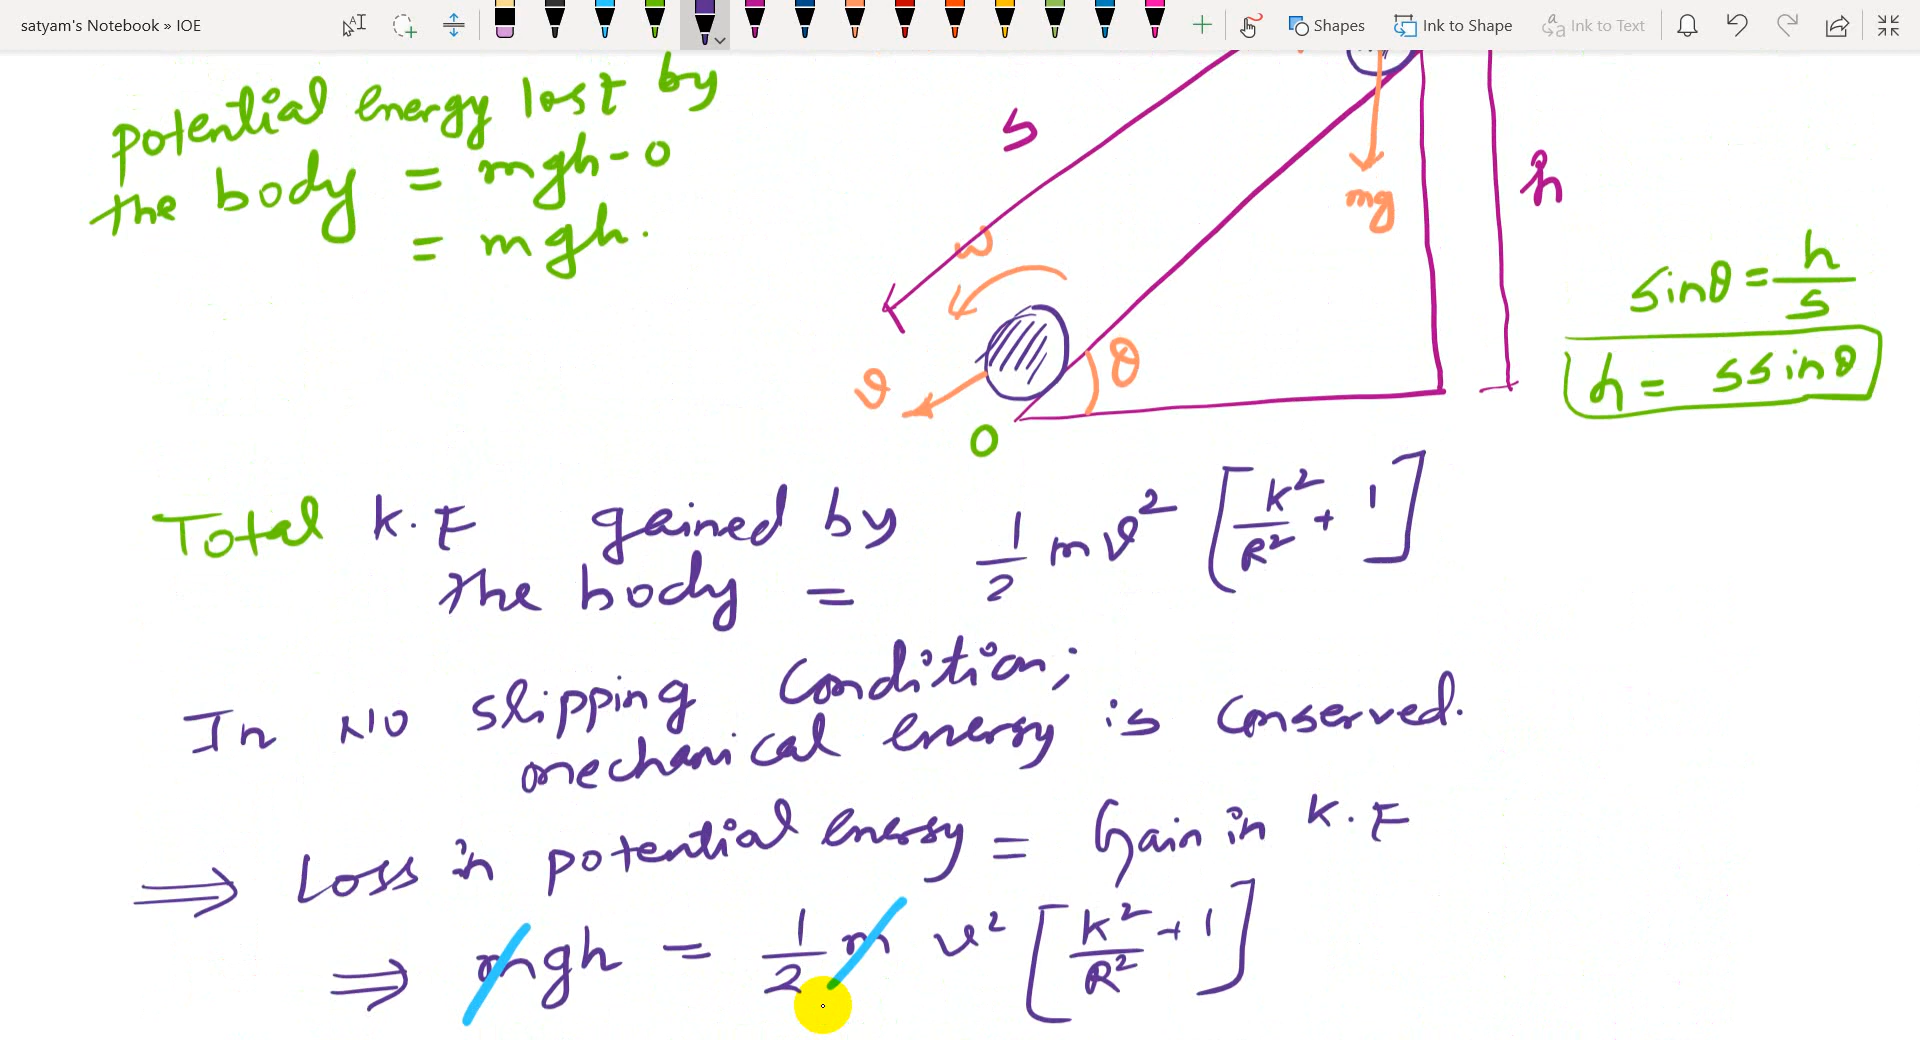 satyam's Notebook » IOE
Shapes
Ink to Shape
Ink to Text
potential energy lost by
the body = mgh - 0
= mgh.
s
mg
h
ω
θ
v
O
sinθ = h/s
h = s sinθ
Total K.E gained by
the body = 1/2 mv² [K²/R² + 1]
In No slipping condition;
mechanical energy is conserved.
⇒ Loss in potential energy = Gain in K.E
⇒ mgh = 1/2 m v² [K²/R² + 1]